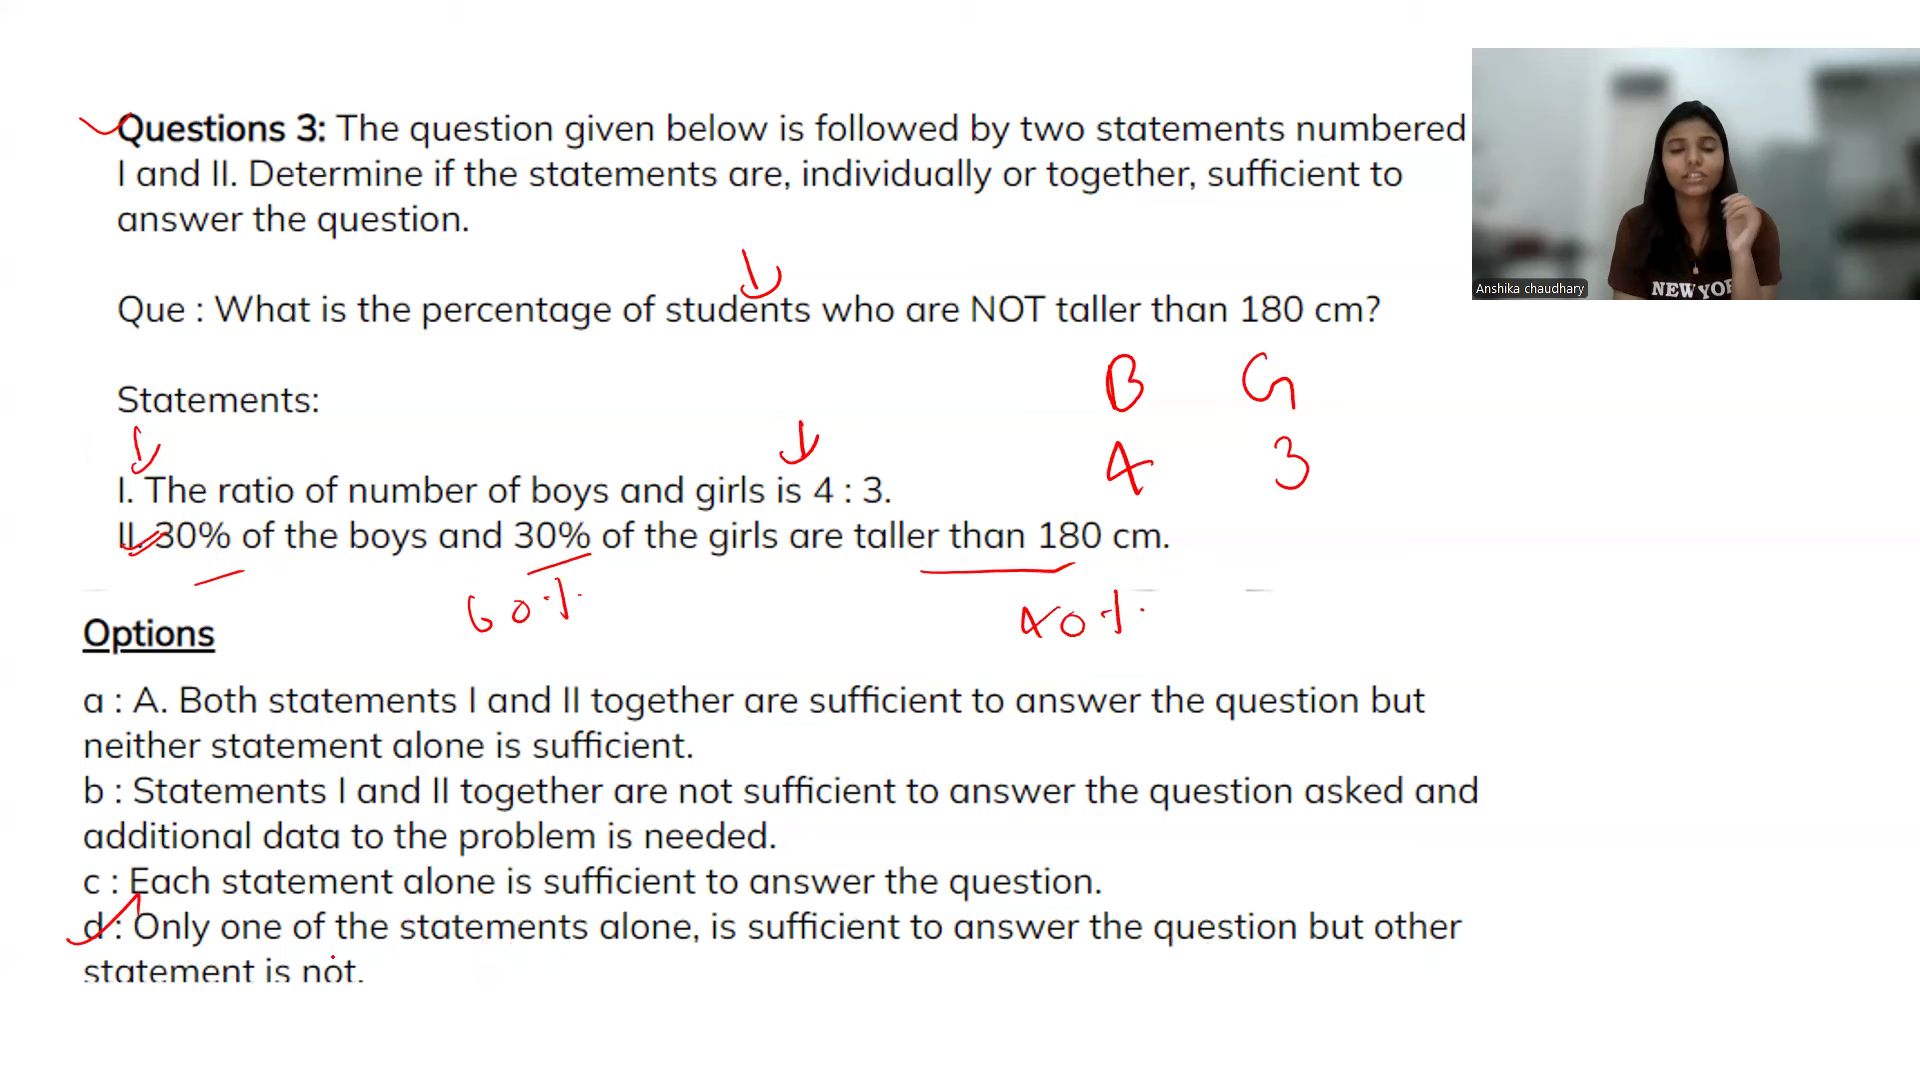 Questions 3: The question given below is followed by two statements numbered
I and II. Determine if the statements are, individually or together, sufficient to
answer the question.
Que : What is the percentage of students who are NOT taller than 180 cm?
B G
Statements:
4 3
I. The ratio of number of boys and girls is 4 : 3.
II. 30% of the boys and 30% of the girls are taller than 180 cm.
60% 40%
Options
a : A. Both statements I and II together are sufficient to answer the question but
neither statement alone is sufficient.
b : Statements I and II together are not sufficient to answer the question asked and
additional data to the problem is needed.
c : Each statement alone is sufficient to answer the question.
d : Only one of the statements alone, is sufficient to answer the question but other
statement is not.
Anshika chaudhary
NEW YOR